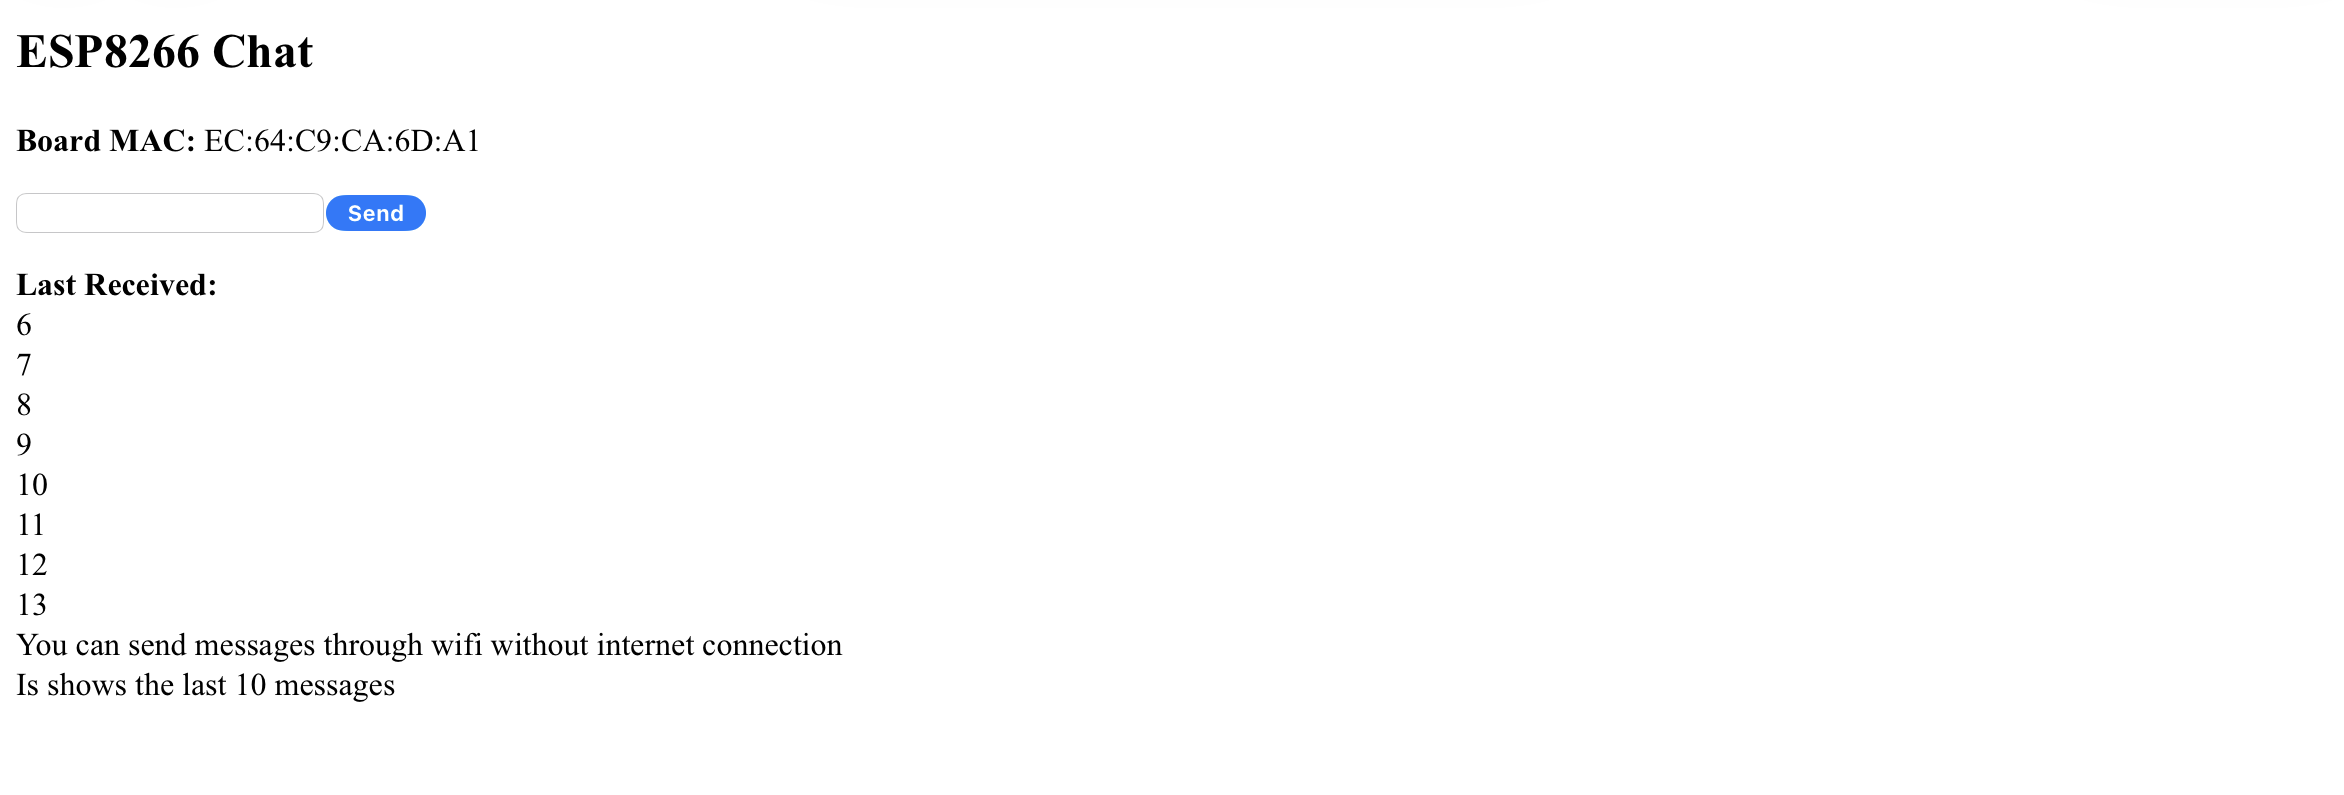 ESP8266 Chat
Board MAC: EC:64:C9:CA:6D:A1
Send
Last Received:
6
7
8
9
10
11
12
13
You can send messages through wifi without internet connection
Is shows the last 10 messages